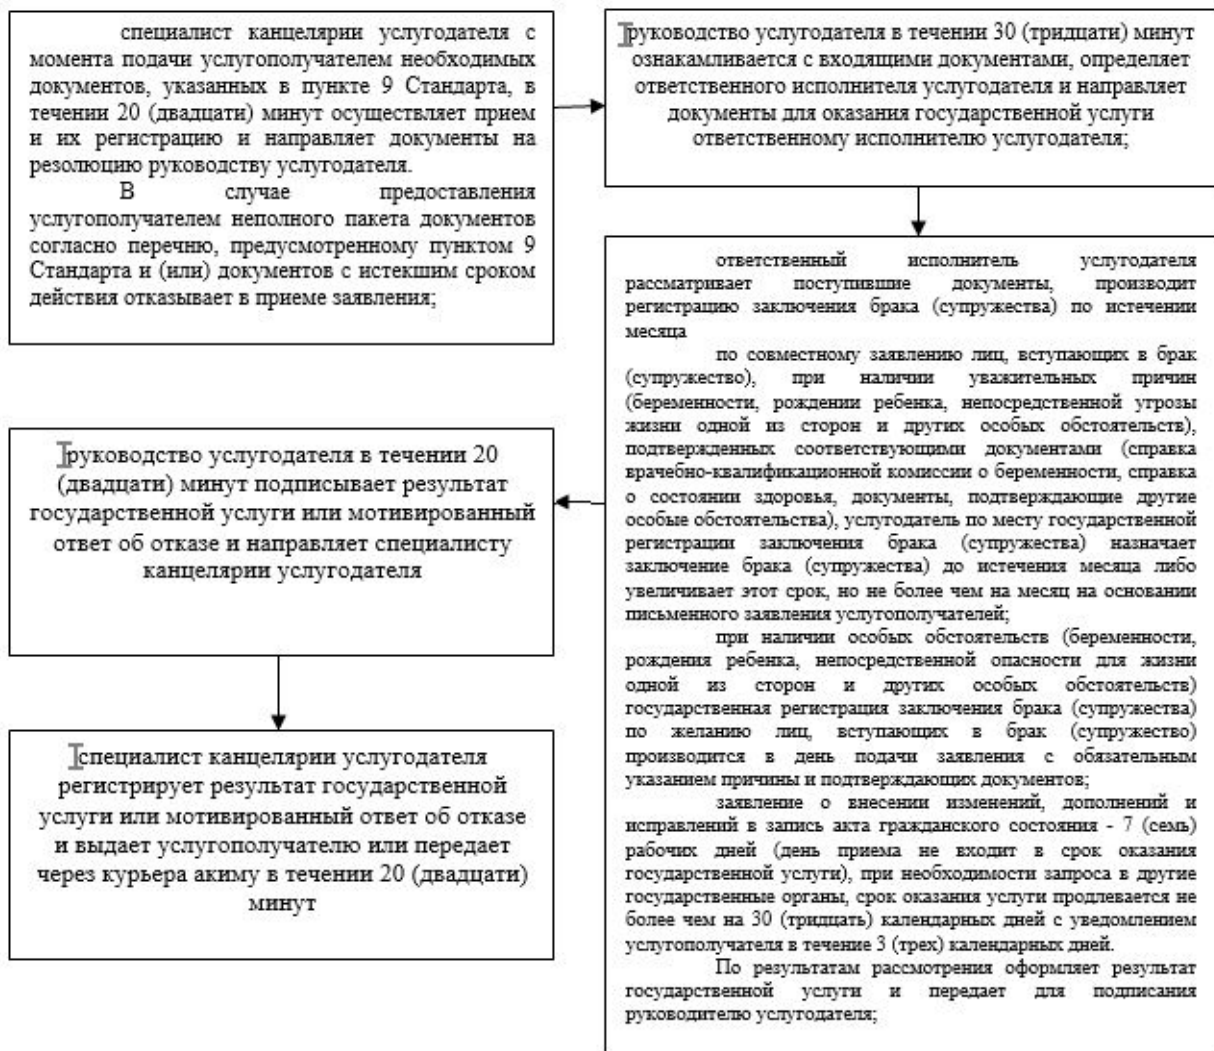 специалист канцелярии услугодателя с
момента подачи услугополучателем необходимых
документов, указанных в пункте 9 Стандарта, в
течении 20 (двадцати) минут осуществляет прием
и их регистрацию и направляет документы на
резолюцию руководству услугодателя.
В случае предоставления
услугополучателем неполного пакета документов
согласно перечню, предусмотренному пунктом 9
Стандарта и (или) документов с истекшим сроком
действия отказывает в приеме заявления;
руководство услугодателя в течении 30 (тридцати) минут
ознакамливается с входящими документами, определяет
ответственного исполнителя услугодателя и направляет
документы для оказания государственной услуги
ответственному исполнителю услугодателя;
ответственный исполнитель услугодателя
рассматривает поступившие документы, производит
регистрацию заключения брака (супружества) по истечении
месяца
по совместному заявлению лиц, вступающих в брак
(супружество), при наличии уважительных причин
(беременности, рождении ребенка, непосредственной угрозы
жизни одной из сторон и других особых обстоятельств),
подтвержденных соответствующими документами (справка
врачебно-квалификационной комиссии о беременности, справка
о состоянии здоровья, документы, подтверждающие другие
особые обстоятельства), услугодатель по месту государственной
регистрации заключения брака (супружества) назначает
заключение брака (супружества) до истечения месяца либо
увеличивает этот срок, но не более чем на месяц на основании
письменного заявления услугополучателей;
при наличии особых обстоятельств (беременности,
рождения ребенка, непосредственной опасности для жизни
одной из сторон и других особых обстоятельств)
государственная регистрация заключения брака (супружества)
по желанию лиц, вступающих в брак (супружество)
производится в день подачи заявления с обязательным
указанием причины и подтверждающих документов;
заявление о внесении изменений, дополнений и
исправлений в запись акта гражданского состояния - 7 (семь)
рабочих дней (день приема не входит в срок оказания
государственной услуги), при необходимости запроса в другие
государственные органы, срок оказания услуги продлевается не
более чем на 30 (тридцать) календарных дней с уведомлением
услугополучателя в течение 3 (трех) календарных дней.
По результатам рассмотрения оформляет результат
государственной услуги и передает для подписания
руководителю услугодателя;
руководство услугодателя в течении 20
(двадцати) минут подписывает результат
государственной услуги или мотивированный
ответ об отказе и направляет специалисту
канцелярии услугодателя
специалист канцелярии услугодателя
регистрирует результат государственной
услуги или мотивированный ответ об отказе
и выдает услугополучателю или передает
через курьера акиму в течении 20 (двадцати)
минут